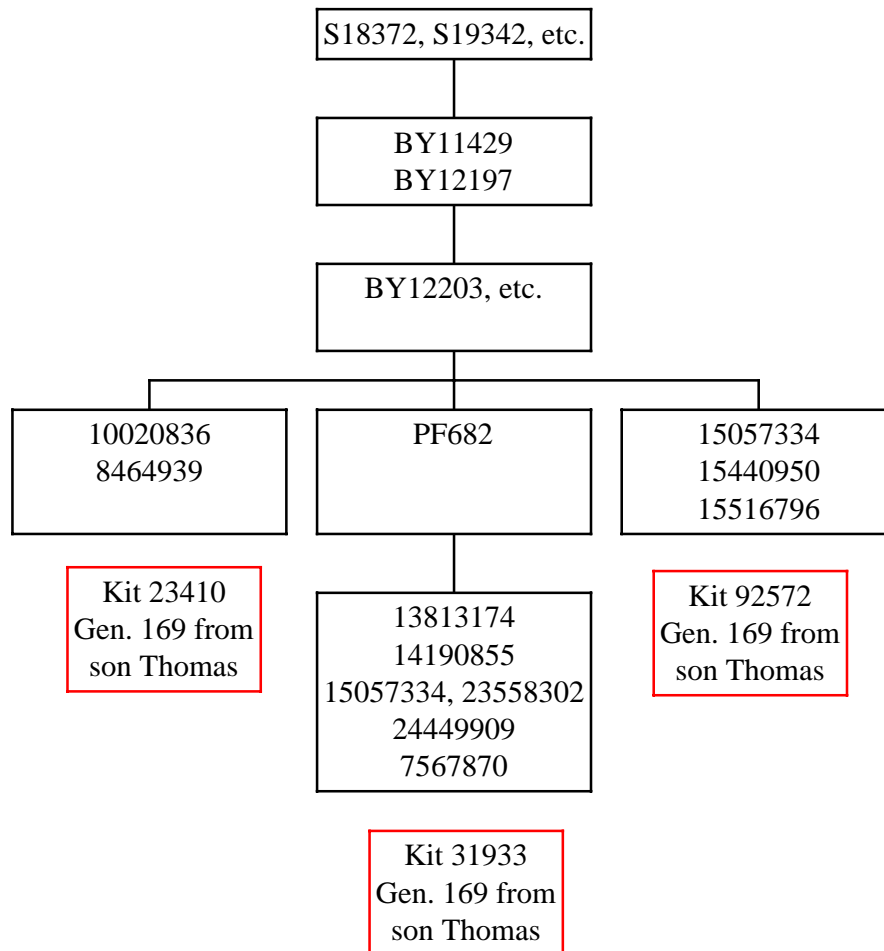 S18372, S19342, etc.
BY11429
BY12197
BY12203, etc.
10020836
8464939
PF682
15057334
15440950
15516796
Kit 23410
Gen. 169 from
son Thomas
13813174
14190855
15057334, 23558302
24449909
7567870
Kit 92572
Gen. 169 from
son Thomas
Kit 31933
Gen. 169 from
son Thomas